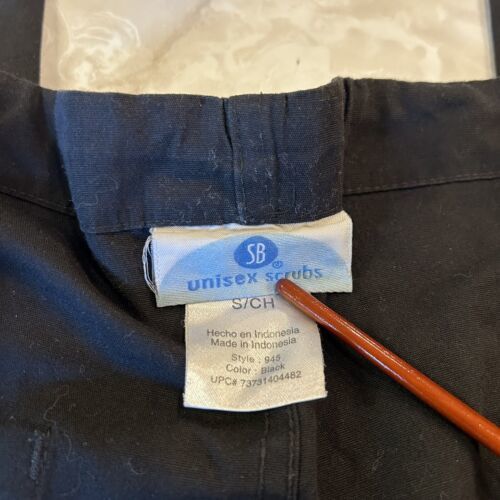 SB
®
unisex scrubs
S/CH
Hecho en Indonesia
Made in Indonesia
Style : 945
Color : Black
UPC# 73731404482